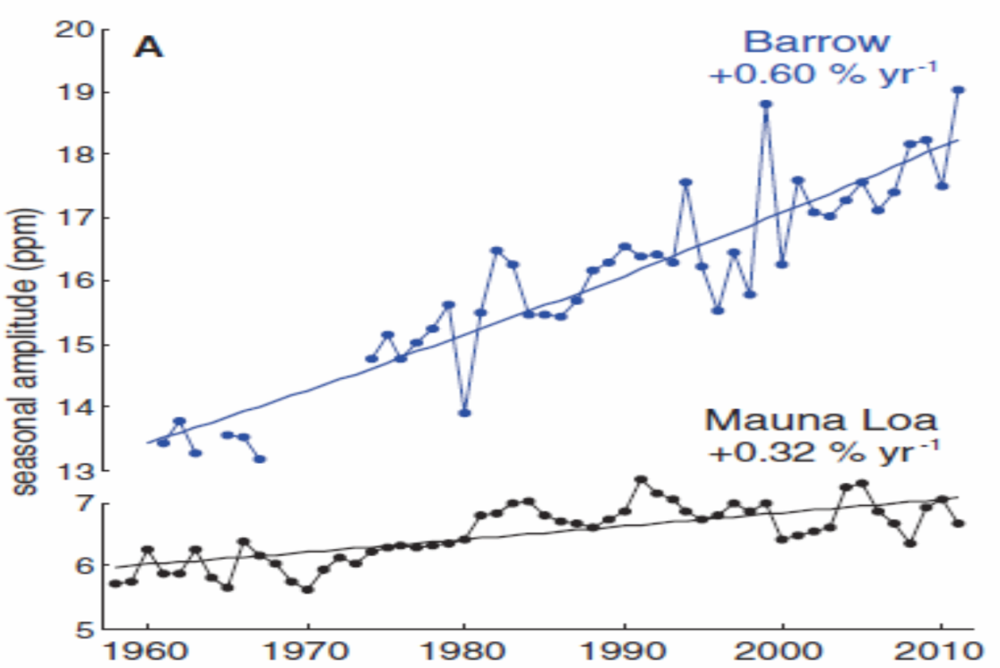 A
Barrow
+0.60 % yr⁻¹
20
19
18
17
16
15
14
13
seasonal amplitude (ppm)
Mauna Loa
+0.32 % yr⁻¹
7
6
5
1960 1970 1980 1990 2000 2010